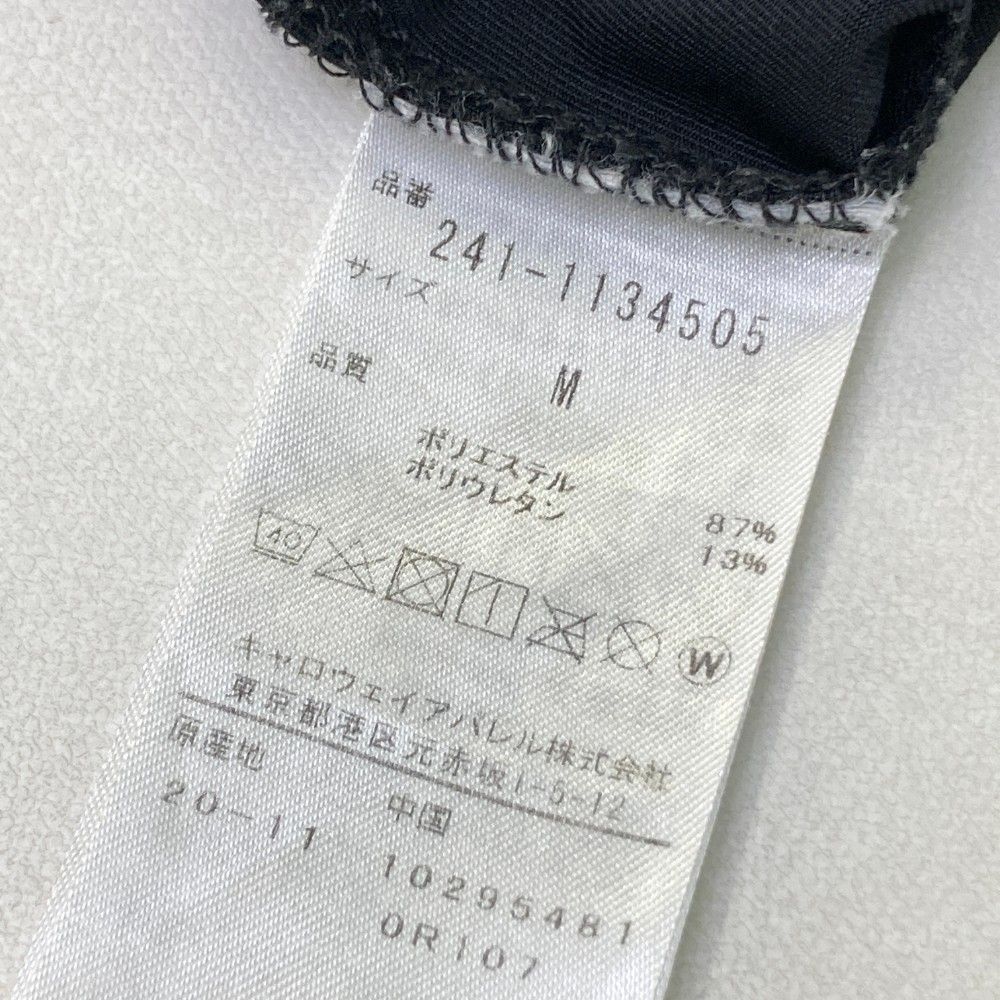 品番
241-1134505
サイズ
M
品質
ポリエステル 87%
ポリウレタン 13%
40
W
キャロウェイアパレル株式会社
東京都港区元赤坂1-5-12
原産地 中国
20-11 10295481
0R107